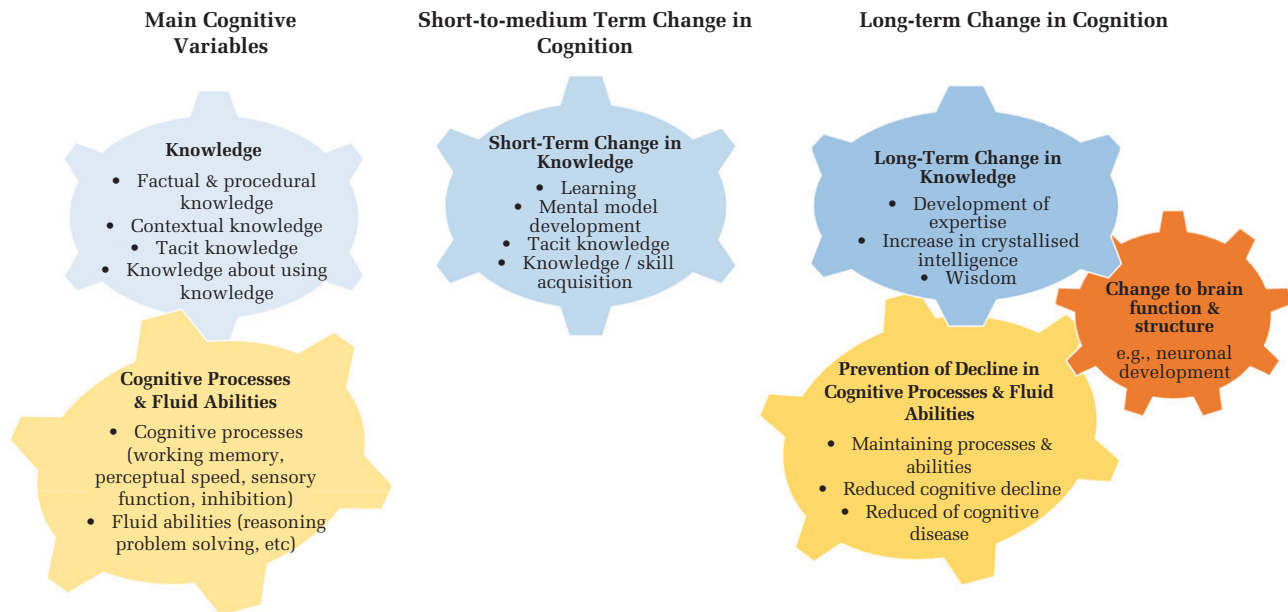 Main Cognitive
Variables
Short-to-medium Term Change in
Cognition
Long-term Change in Cognition
Knowledge
• Factual & procedural
knowledge
• Contextual knowledge
• Tacit knowledge
• Knowledge about using
knowledge
Cognitive Processes
& Fluid Abilities
• Cognitive processes
(working memory,
perceptual speed, sensory
function, inhibition)
• Fluid abilities (reasoning
problem solving, etc)
Short-Term Change in
Knowledge
• Learning
• Mental model
development
• Tacit knowledge
• Knowledge / skill
acquisition
Long-Term Change in
Knowledge
• Development of
expertise
• Increase in crystallised
intelligence
• Wisdom
Prevention of Decline in
Cognitive Processes & Fluid
Abilities
• Maintaining processes &
abilities
• Reduced cognitive decline
• Reduced of cognitive
disease
Change to brain
function &
structure
e.g., neuronal
development